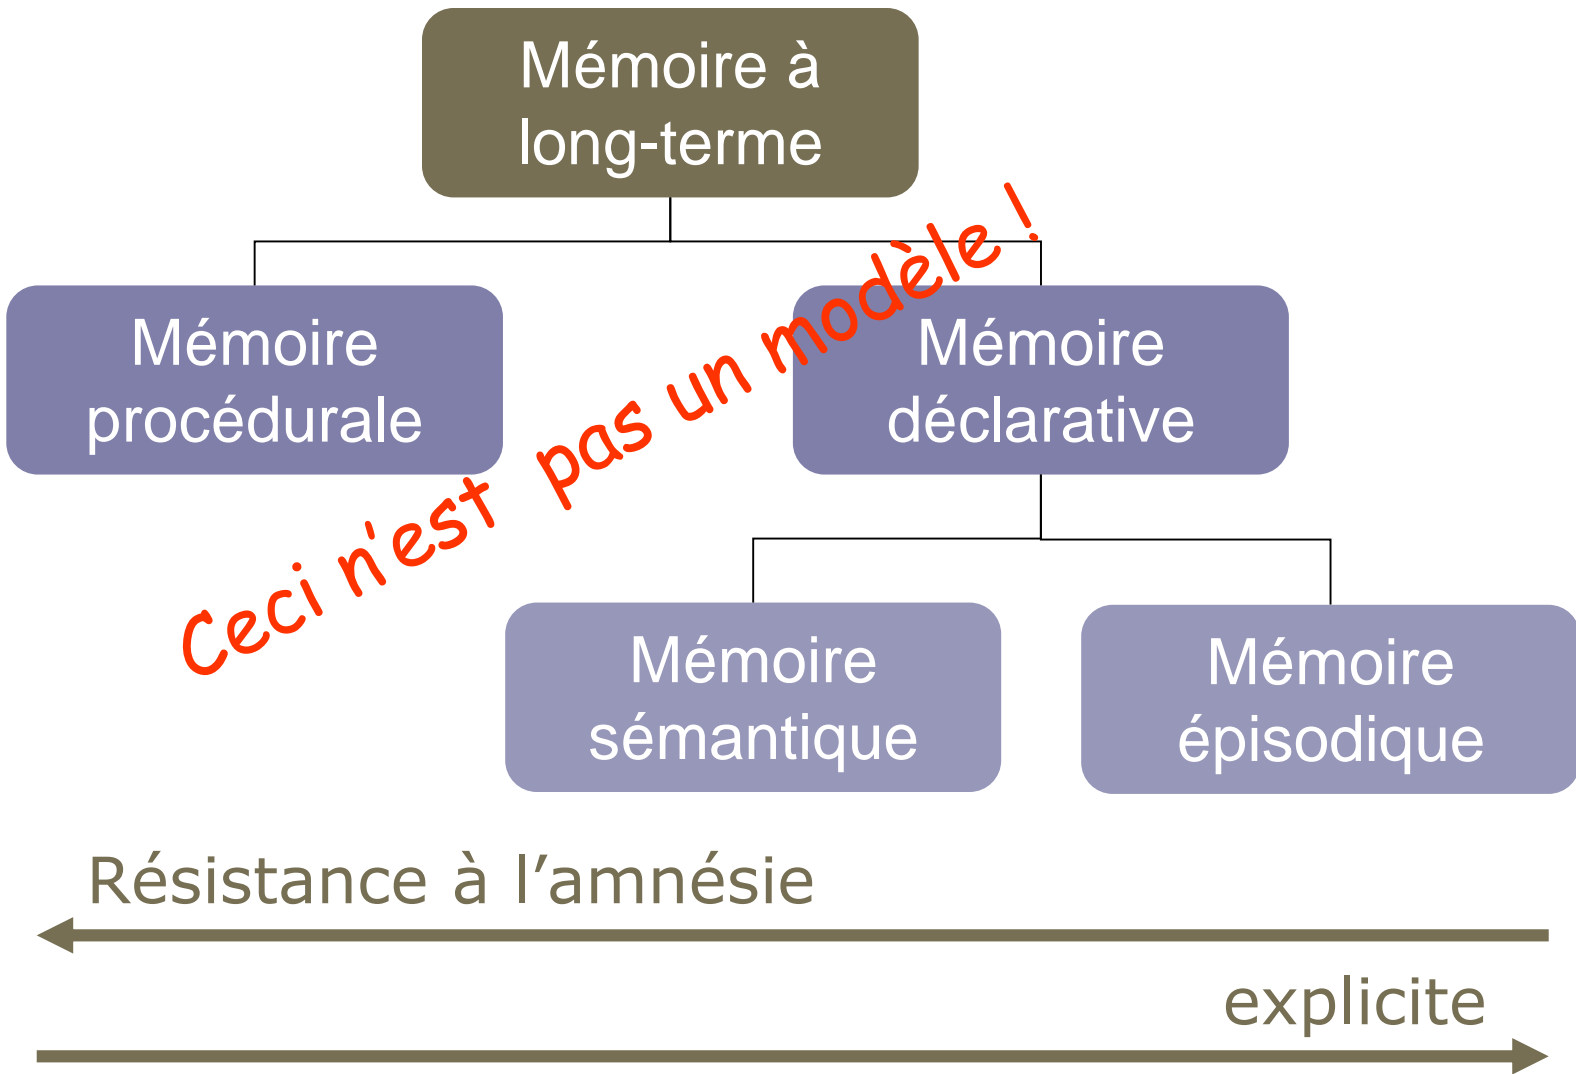 Mémoire à
long-terme
Mémoire
procédurale
Mémoire
déclarative
Ceci n'est pas un modèle !
Mémoire
sémantique
Mémoire
épisodique
Résistance à l’amnésie
explicite